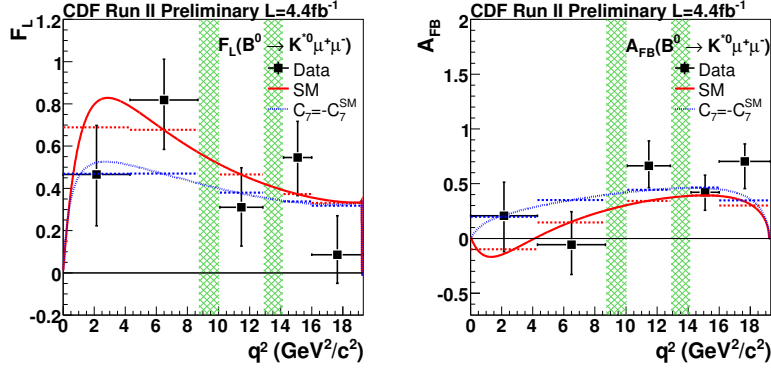 CDF Run II Preliminary L=4.4fb⁻¹
F_L
F_L(B⁰ → K*⁰μ⁺μ⁻)
Data
SM
C₇=-C₇^SM
1.2
1
0.8
0.6
0.4
0.2
0
-0.2
0 2 4 6 8 10 12 14 16 18
q² (GeV²/c²)
CDF Run II Preliminary L=4.4fb⁻¹
A_FB
A_FB(B⁰ → K*⁰μ⁺μ⁻)
Data
SM
C₇=-C₇^SM
2
1.5
1
0.5
0
-0.5
0 2 4 6 8 10 12 14 16 18
q² (GeV²/c²)